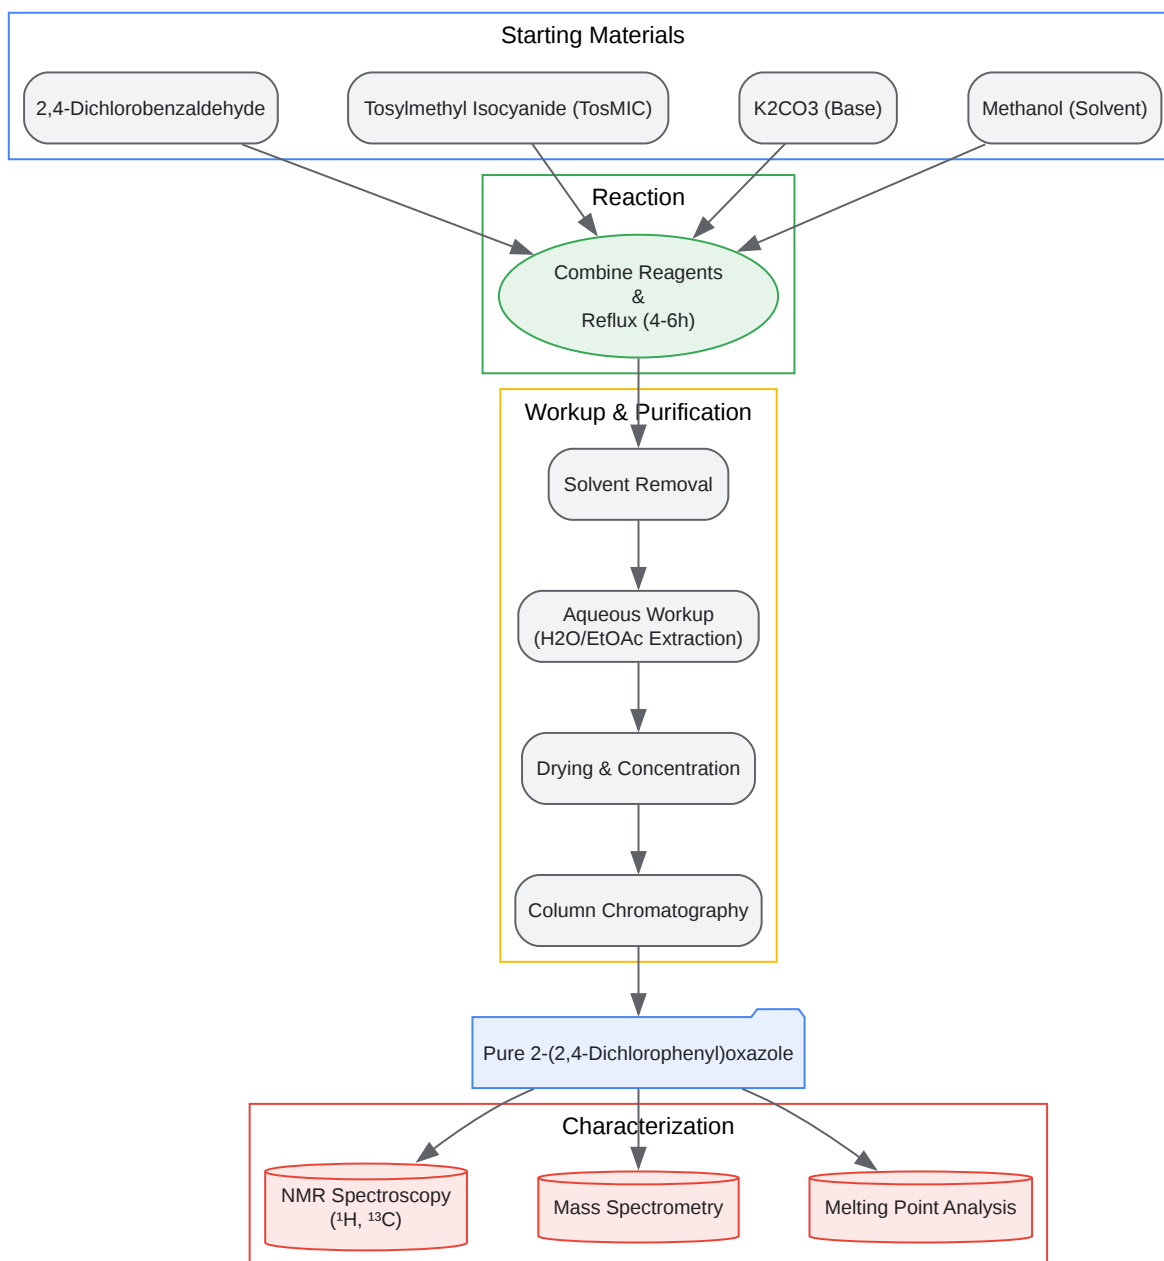 Starting Materials
2,4-Dichlorobenzaldehyde
Tosylmethyl Isocyanide (TosMIC)
K2CO3 (Base)
Methanol (Solvent)
Reaction
Combine Reagents
&
Reflux (4-6h)
Workup & Purification
Solvent Removal
Aqueous Workup
(H2O/EtOAc Extraction)
Drying & Concentration
Column Chromatography
Pure 2-(2,4-Dichlorophenyl)oxazole
Characterization
NMR Spectroscopy
(¹H, ¹³C)
Mass Spectrometry
Melting Point Analysis